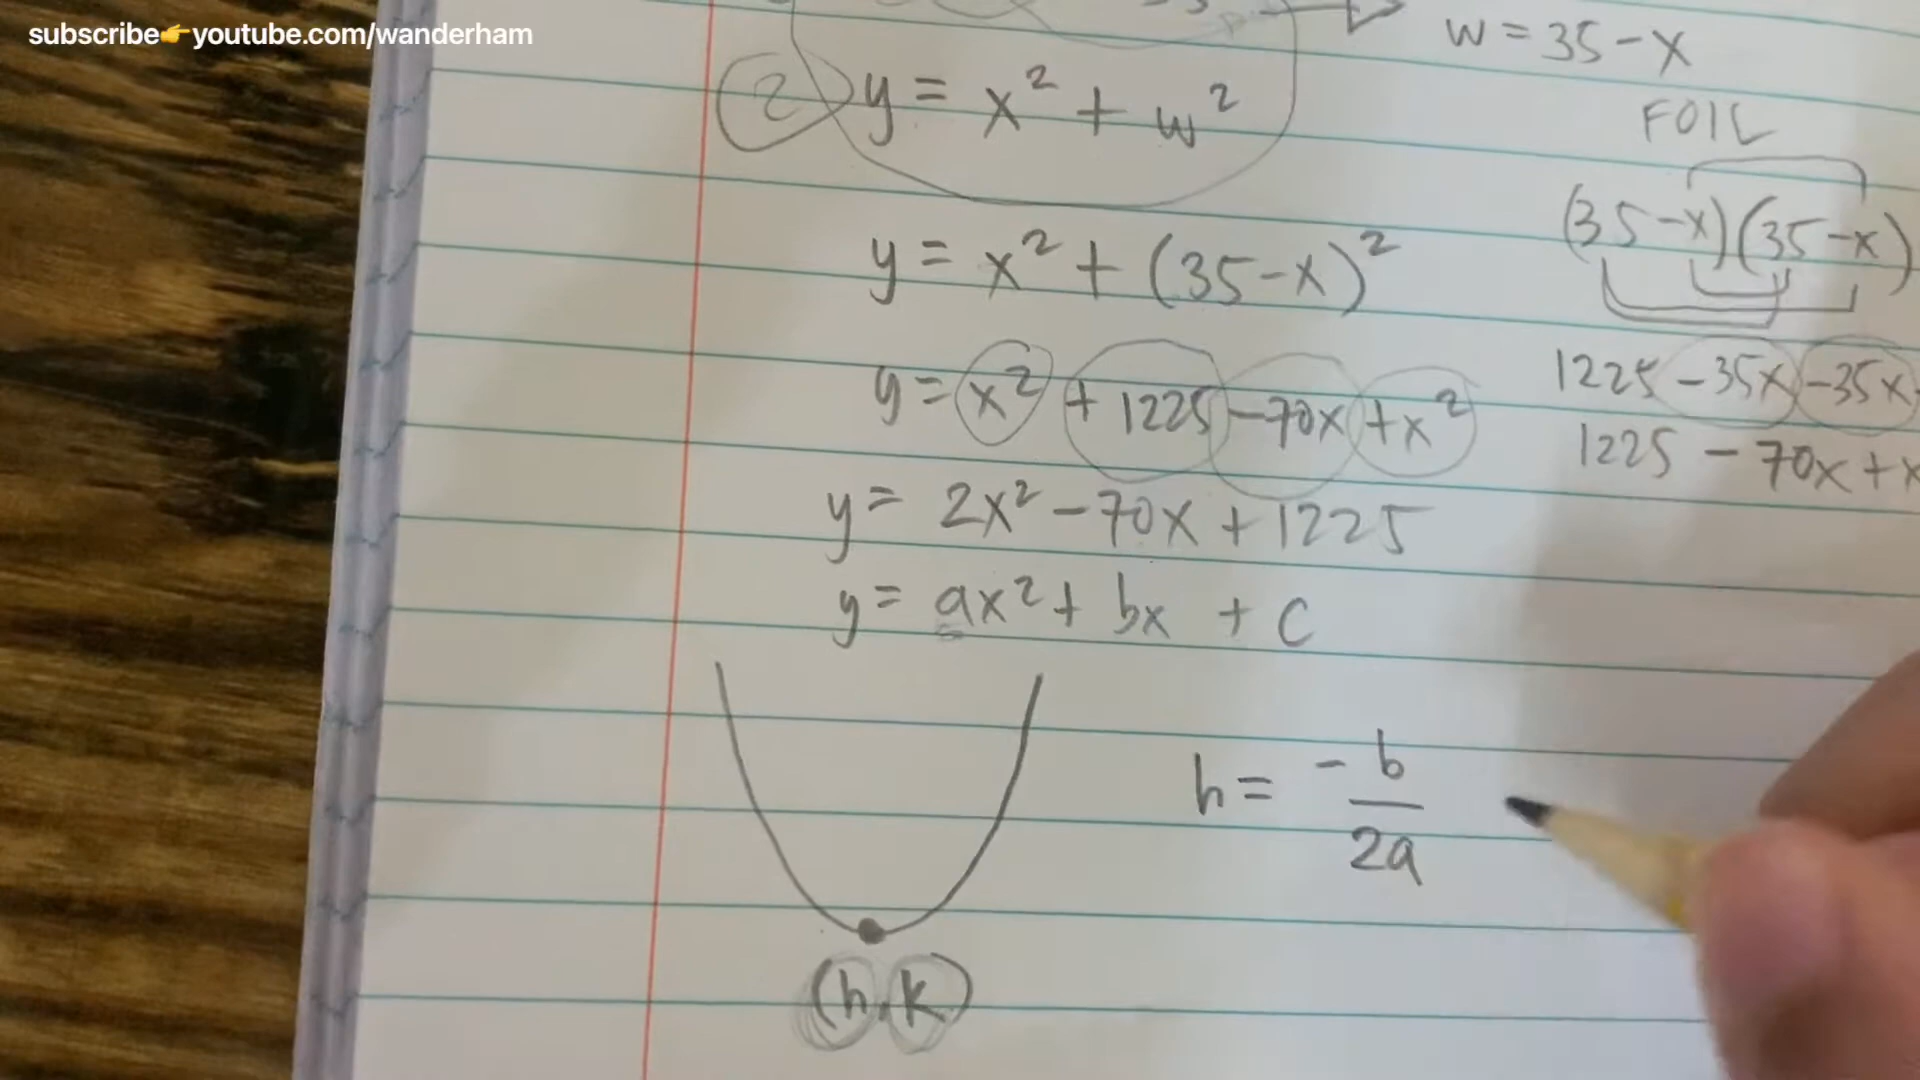 subscribe👉youtube.com/wanderham
w = 35 - x
② y = x² + w²
FOIL
(35-x)(35-x)
y = x² + (35-x)²
y = x² + 1225 - 70x + x²
1225 - 35x - 35x
1225 - 70x + x
y = 2x² - 70x + 1225
y = ax² + bx + c
h = -b
2a
(h, k)